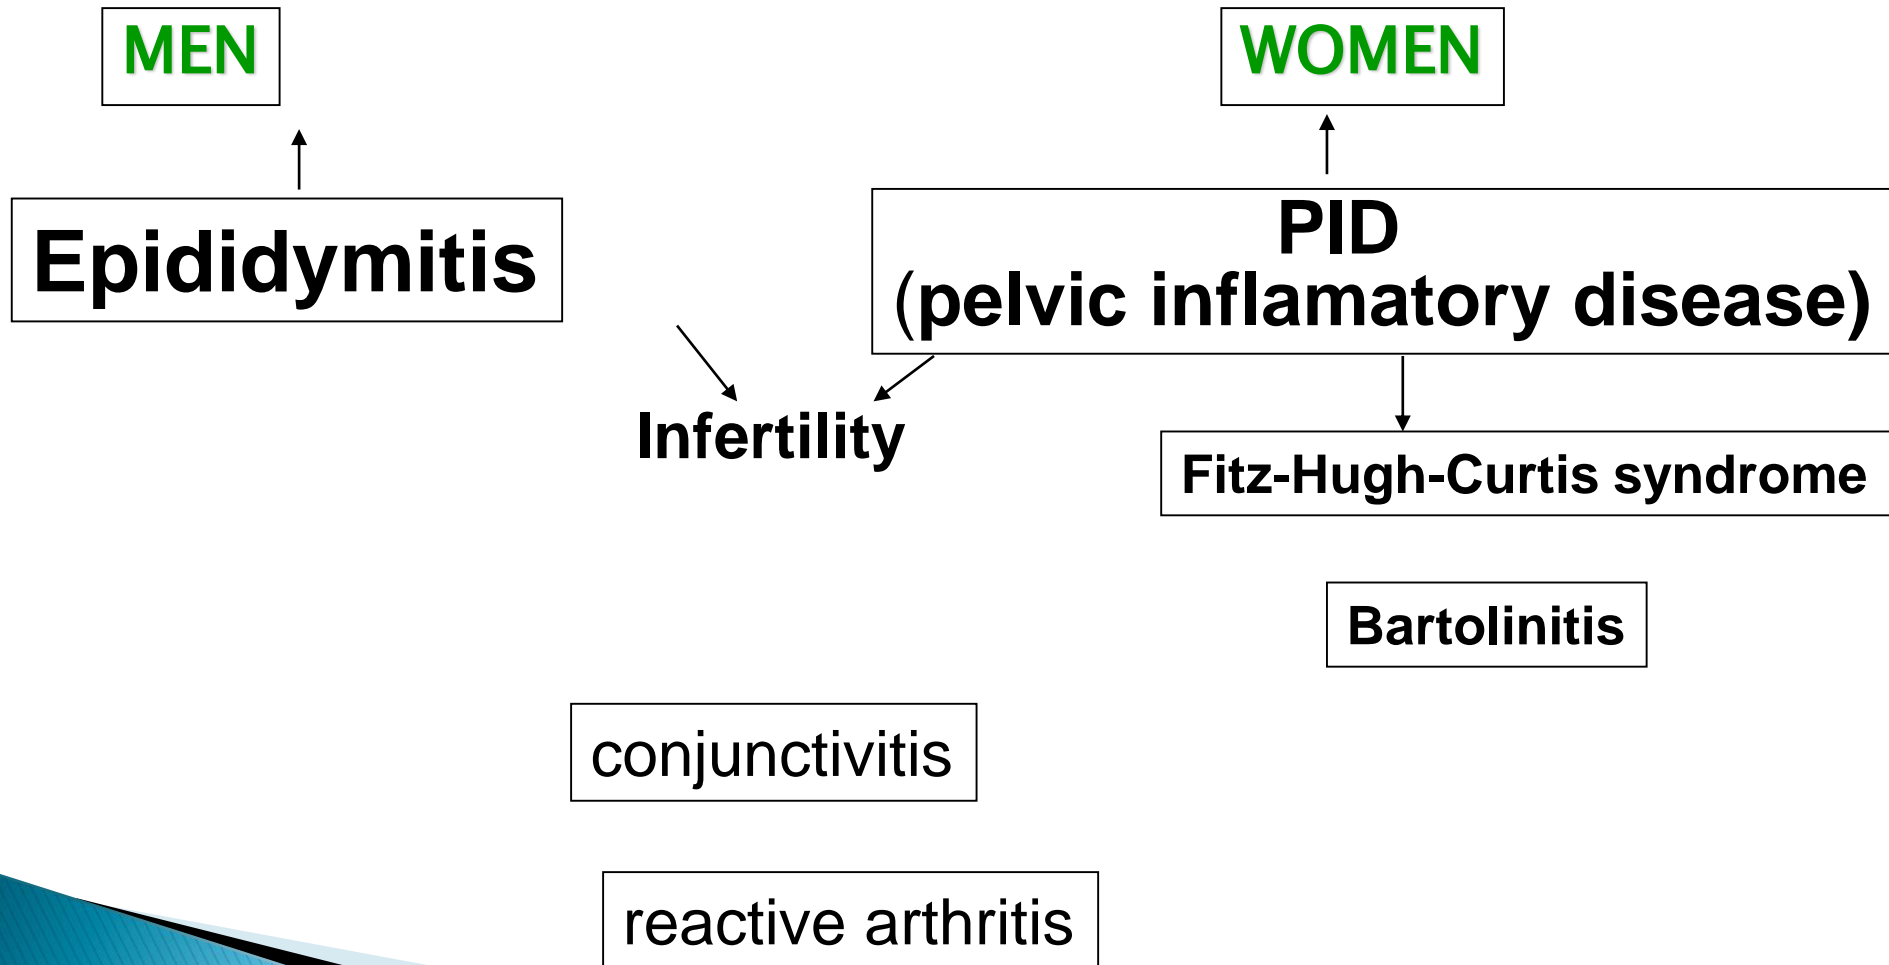 MEN
WOMEN
Epididymitis
PID
(pelvic inflamatory disease)
Infertility
Fitz-Hugh-Curtis syndrome
Bartolinitis
conjunctivitis
reactive arthritis